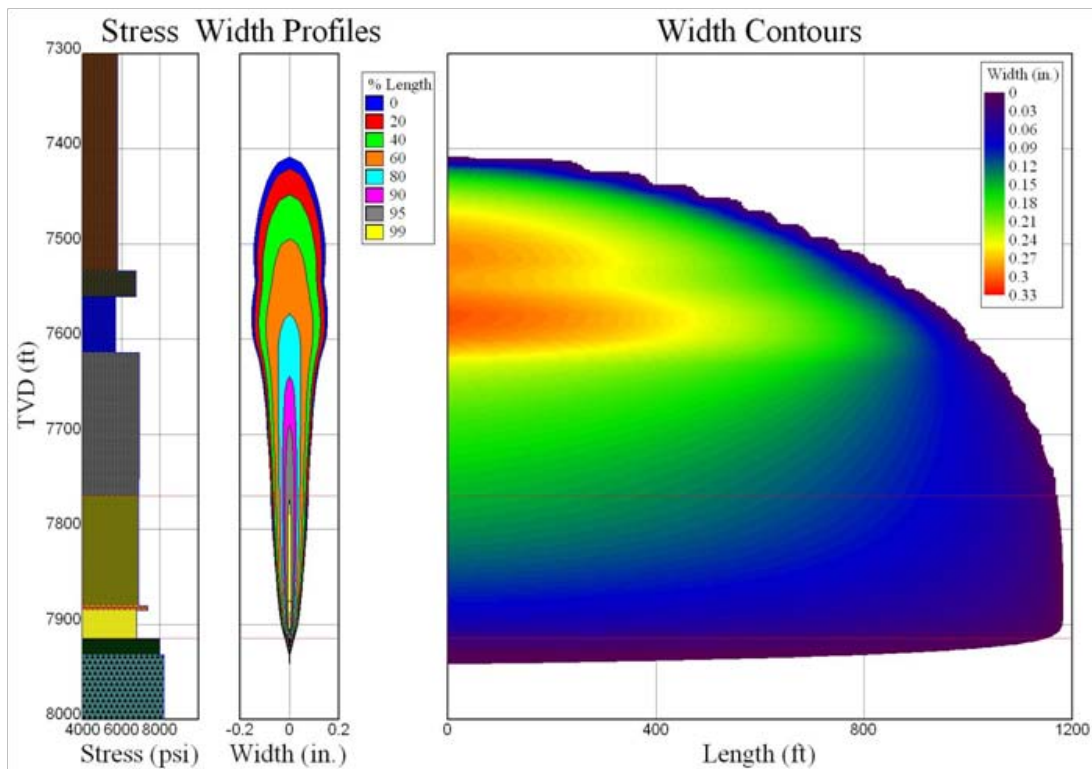 Stress
Width Profiles
Width Contours
TVD (ft)
7300
7400
7500
7600
7700
7800
7900
8000
4000 6000 8000
Stress (psi)
% Length
0
20
40
60
80
90
95
99
-0.2 0 0.2
Width (in.)
Width (in.)
0
0.03
0.06
0.09
0.12
0.15
0.18
0.21
0.24
0.27
0.3
0.33
0 400 800 1200
Length (ft)